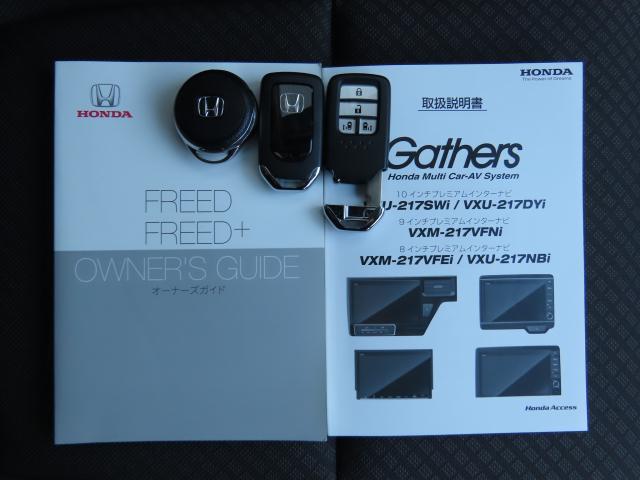 HONDA
FREED
FREED+
OWNER'S GUIDE
オーナーズガイド
HONDA
The Power of Dreams
取扱説明書
Gathers
Honda Multi Car-AV System
10インチプレミアムインターナビ
U-217SWi / VXU-217DYi
9インチプレミアムインターナビ
VXM-217VFNi
8インチプレミアムインターナビ
VXM-217VFEi / VXU-217NBi
Honda Access